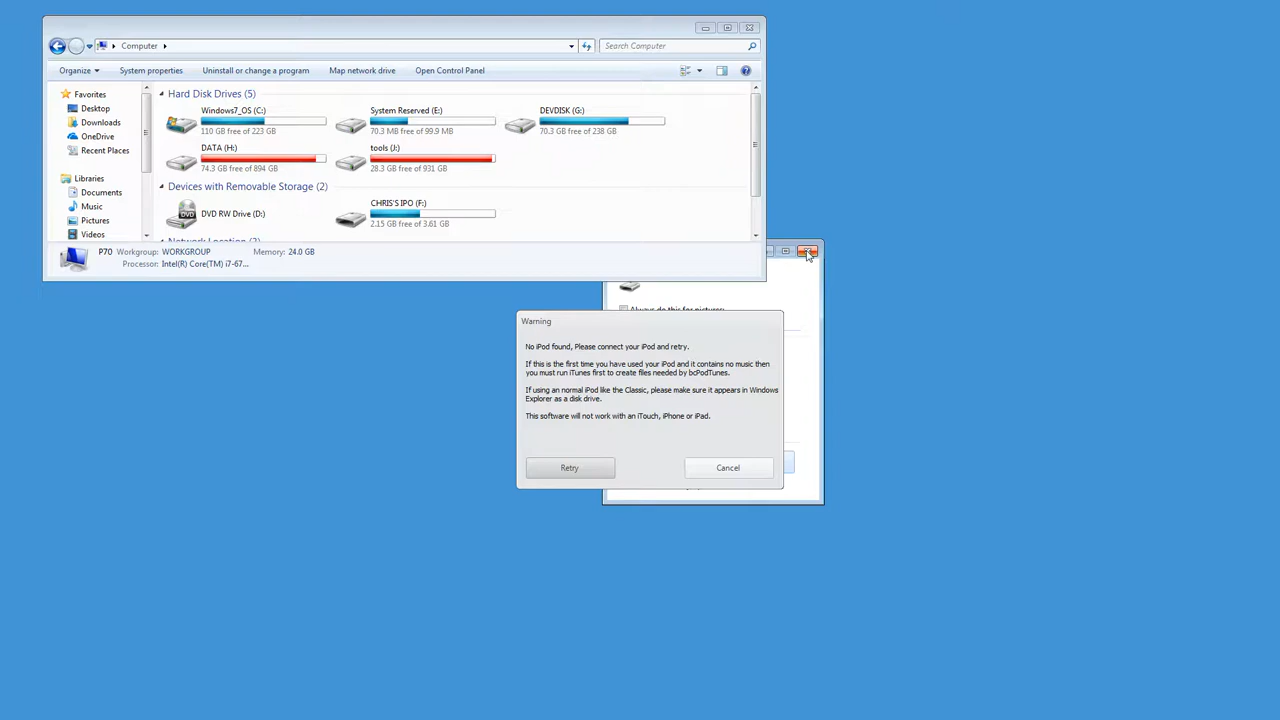 Computer
Search Computer
Organize
System properties
Uninstall or change a program
Map network drive
Open Control Panel
Favorites
Desktop
Downloads
OneDrive
Recent Places
Libraries
Documents
Music
Pictures
Videos
Hard Disk Drives (5)
Windows7_OS (C:)
110 GB free of 223 GB
System Reserved (E:)
70.3 MB free of 99.9 MB
DEVDISK (G:)
70.3 GB free of 238 GB
DATA (H:)
74.3 GB free of 894 GB
tools (J:)
28.3 GB free of 931 GB
Devices with Removable Storage (2)
DVD
DVD RW Drive (D:)
CHRIS'S IPO (F:)
2.15 GB free of 3.61 GB
P70 Workgroup: WORKGROUP Memory: 24.0 GB
Processor: Intel(R) Core(TM) i7-67...
Always do this for pictures:
Warning
No iPod found, Please connect your iPod and retry.
If this is the first time you have used your iPod and it contains no music then
you must run iTunes first to create files needed by bcPodTunes.
If using an normal iPod like the Classic, please make sure it appears in Windows
Explorer as a disk drive.
This software will not work with an iTouch, iPhone or iPad.
Retry
Cancel